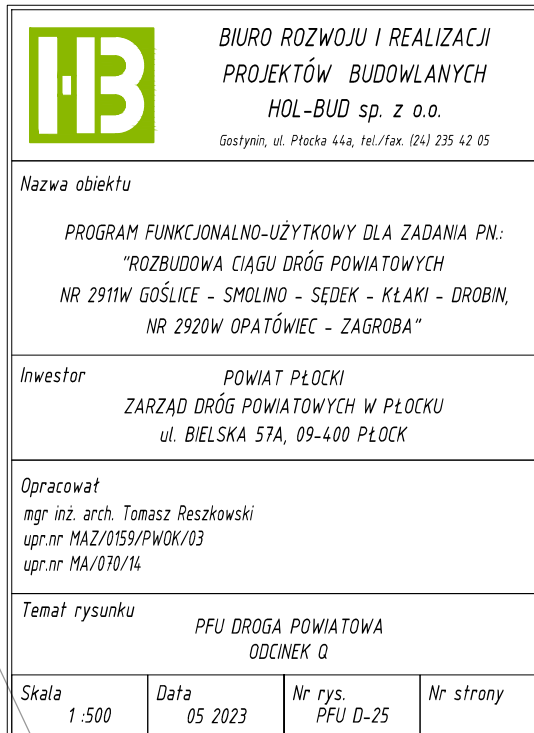 HB
BIURO ROZWOJU I REALIZACJI
PROJEKTÓW BUDOWLANYCH
HOL-BUD sp. z o.o.
Gostynin, ul. Płocka 44a, tel./fax. (24) 235 42 05
Nazwa obiektu
PROGRAM FUNKCJONALNO-UŻYTKOWY DLA ZADANIA PN.:
"ROZBUDOWA CIĄGU DRÓG POWIATOWYCH
NR 2911W GOŚLICE - SMOLINO - SĘDEK - KŁAKI - DROBIN,
NR 2920W OPATÓWIEC - ZAGROBA"
Inwestor
POWIAT PŁOCKI
ZARZĄD DRÓG POWIATOWYCH W PŁOCKU
ul. BIELSKA 57A, 09-400 PŁOCK
Opracował
mgr inż. arch. Tomasz Reszkowski
upr.nr MAZ/0159/PWOK/03
upr.nr MA/070/14
Temat rysunku
PFU DROGA POWIATOWA
ODCINEK Q
Skala
1 :500
Data
05 2023
Nr rys.
PFU D-25
Nr strony